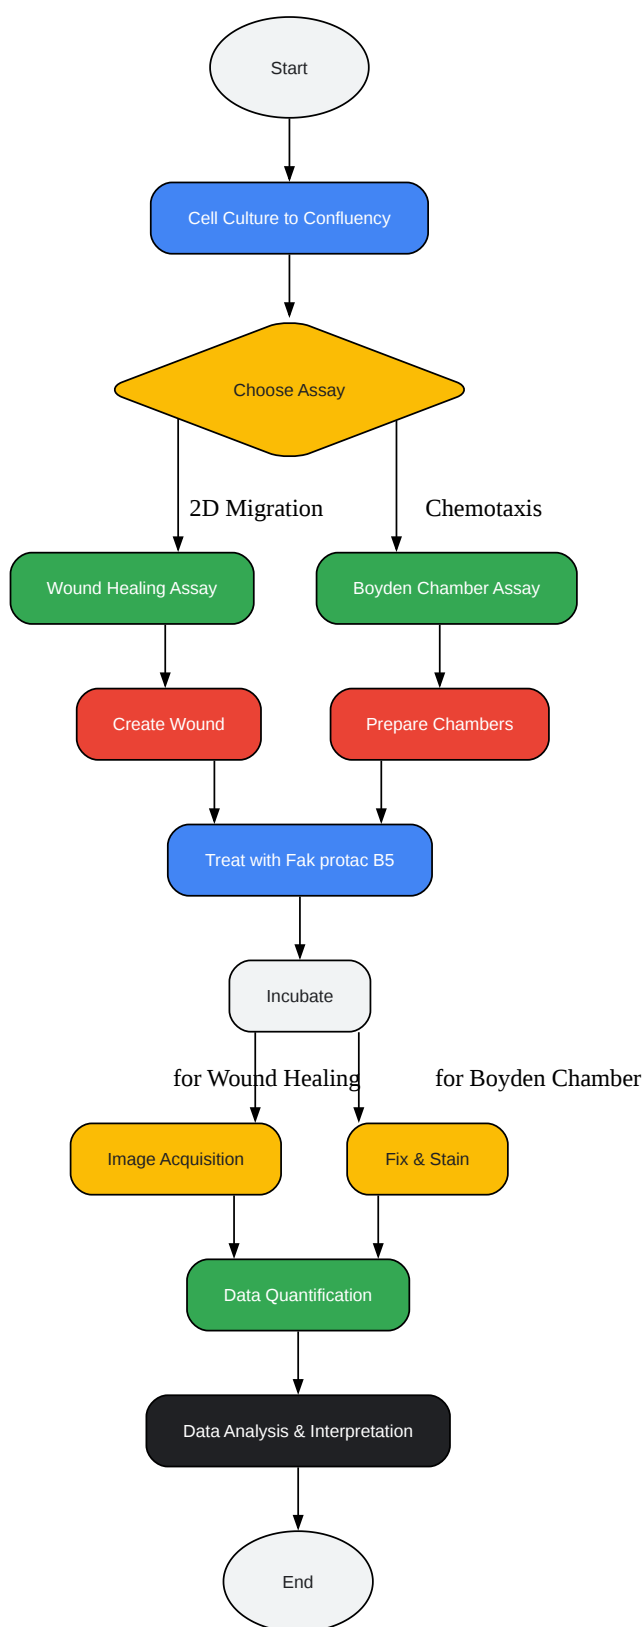 Start
Cell Culture to Confluency
Choose Assay
2D Migration
Chemotaxis
Wound Healing Assay
Boyden Chamber Assay
Create Wound
Prepare Chambers
Treat with Fak protac B5
Incubate
for Wound Healing
for Boyden Chamber
Image Acquisition
Fix & Stain
Data Quantification
Data Analysis & Interpretation
End